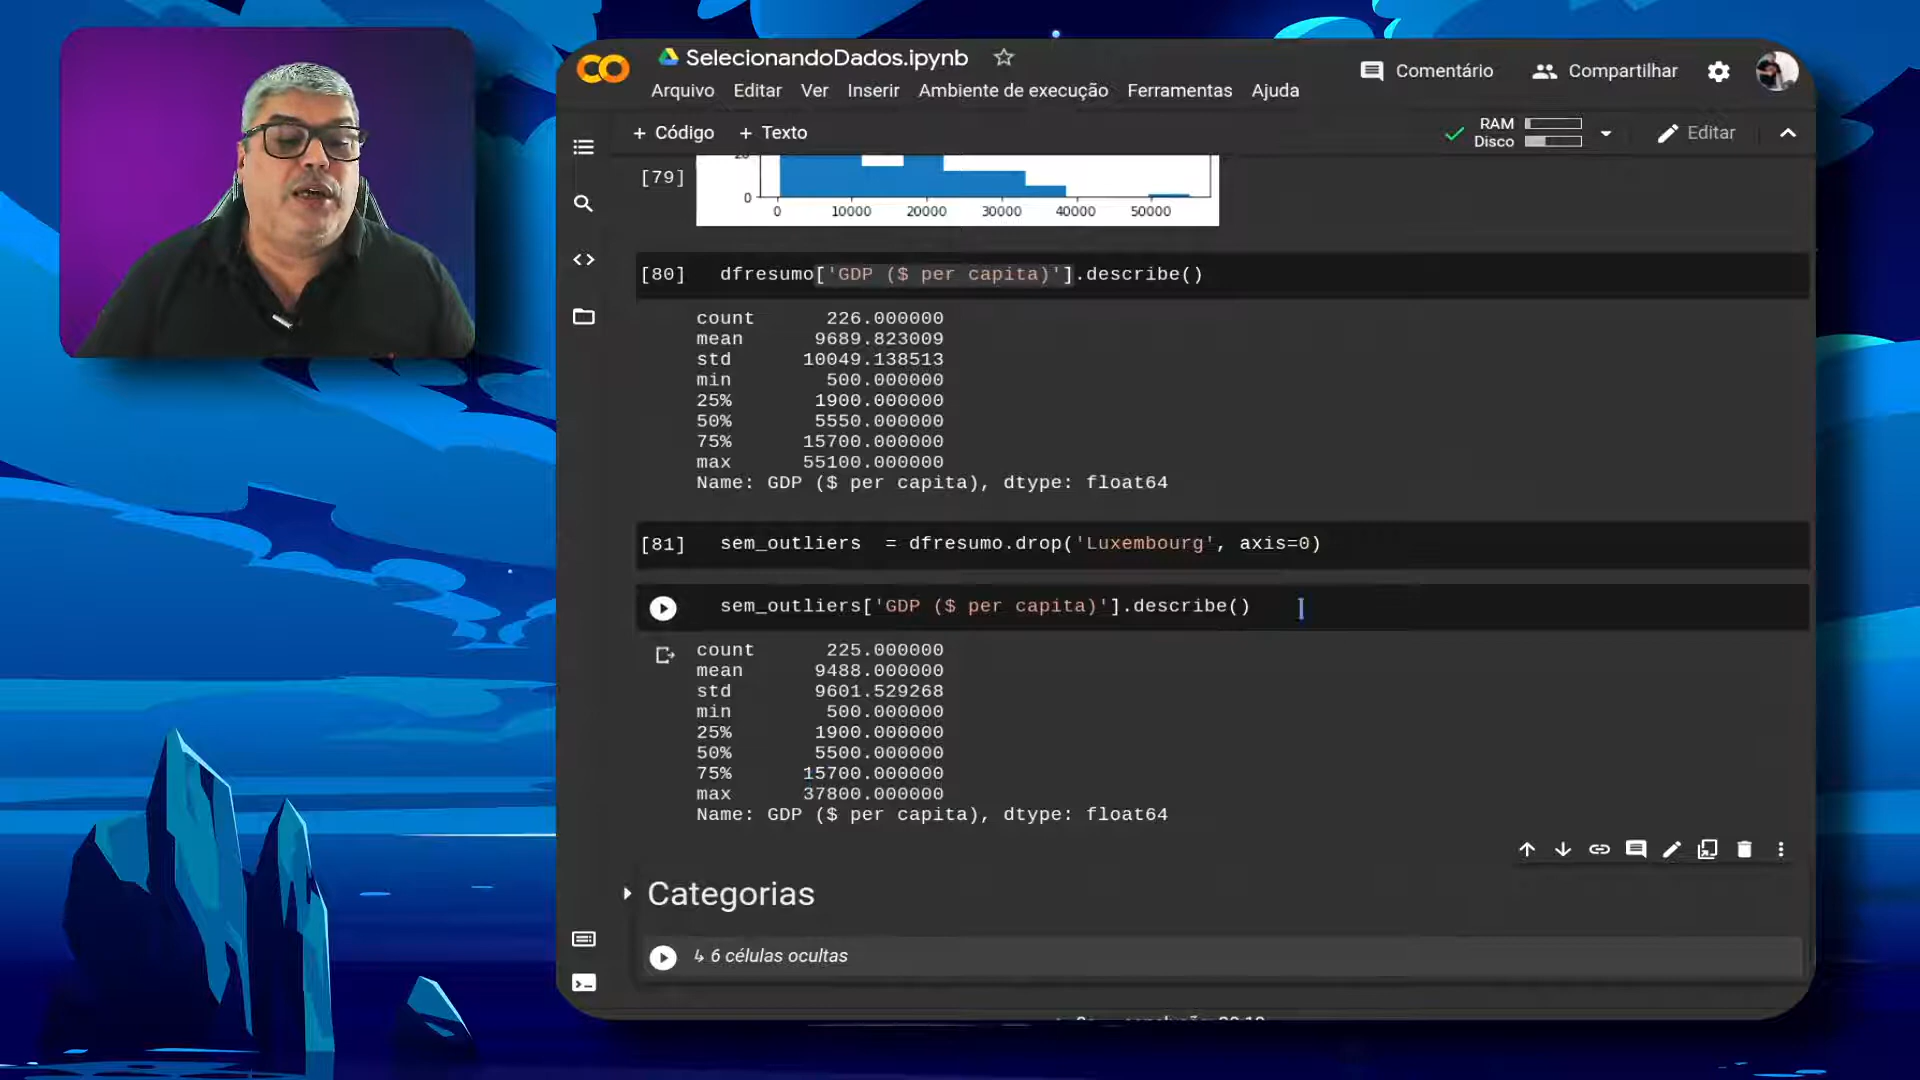 SelecionandoDados.ipynb
Comentário Compartilhar
Arquivo Editar Ver Inserir Ambiente de execução Ferramentas Ajuda
+ Código + Texto
RAM
Disco
Editar
[79]
20
0
0 10000 20000 30000 40000 50000
[80] dfresumo['GDP ($ per capita)'].describe()
count 226.000000
mean 9689.823009
std 10049.138513
min 500.000000
25% 1900.000000
50% 5550.000000
75% 15700.000000
max 55100.000000
Name: GDP ($ per capita), dtype: float64
[81] sem_outliers = dfresumo.drop('Luxembourg', axis=0)
sem_outliers['GDP ($ per capita)'].describe()
count 225.000000
mean 9488.000000
std 9601.529268
min 500.000000
25% 1900.000000
50% 5500.000000
75% 15700.000000
max 37800.000000
Name: GDP ($ per capita), dtype: float64
Categorias
↳ 6 células ocultas